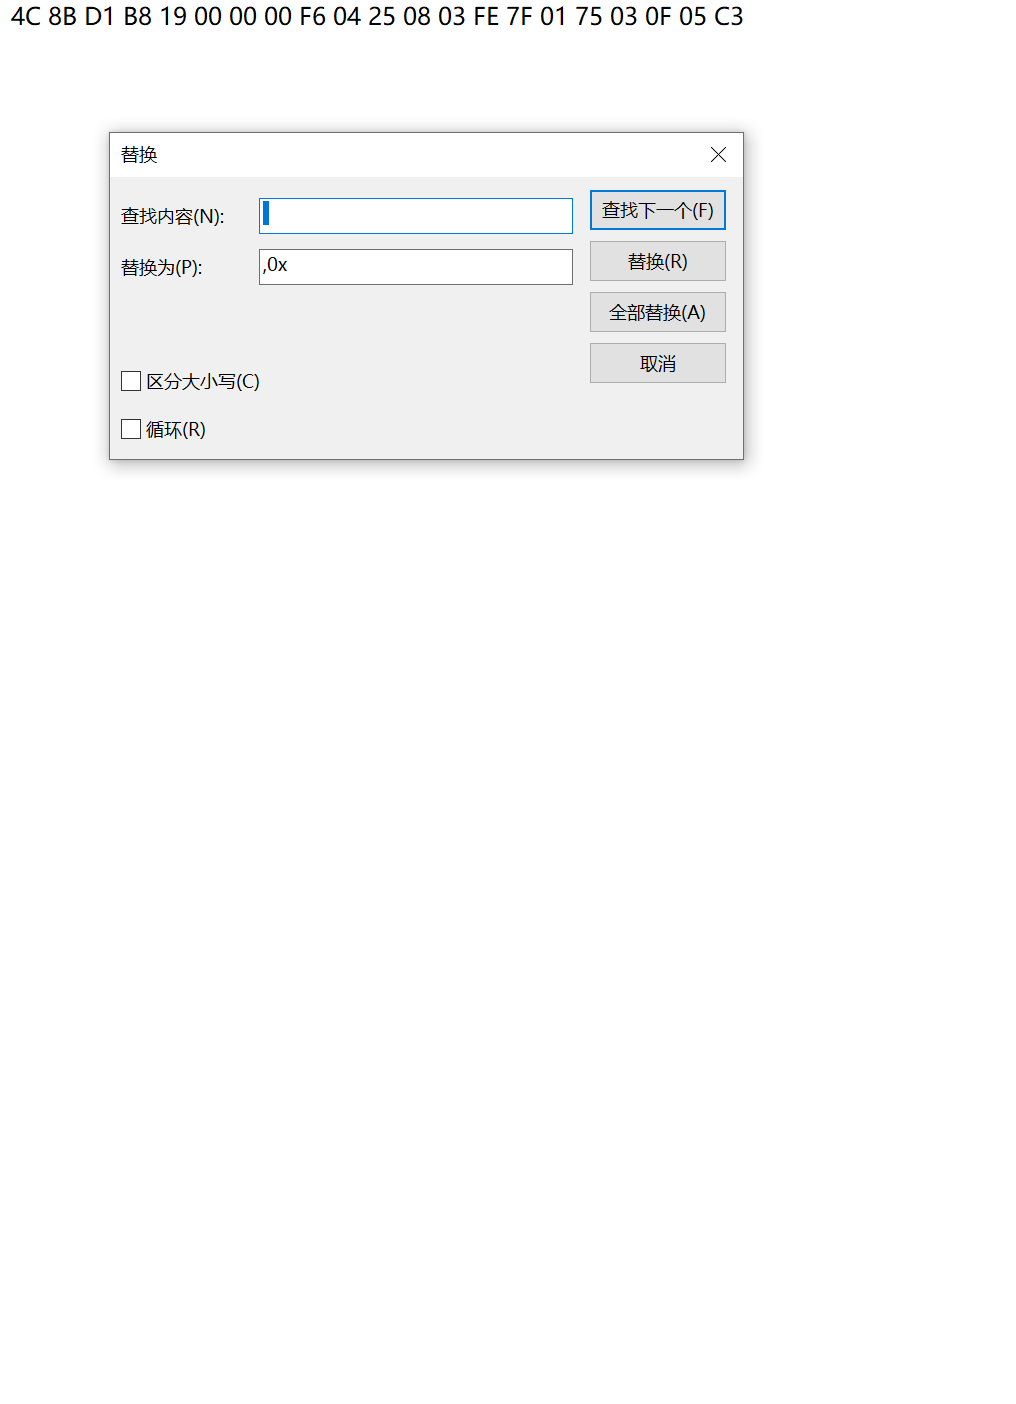 4C 8B D1 B8 19 00 00 00 F6 04 25 08 03 FE 7F 01 75 03 0F 05 C3
替换
查找内容(N):
查找下一个(F)
替换为(P):
,0x
替换(R)
全部替换(A)
取消
区分大小写(C)
循环(R)